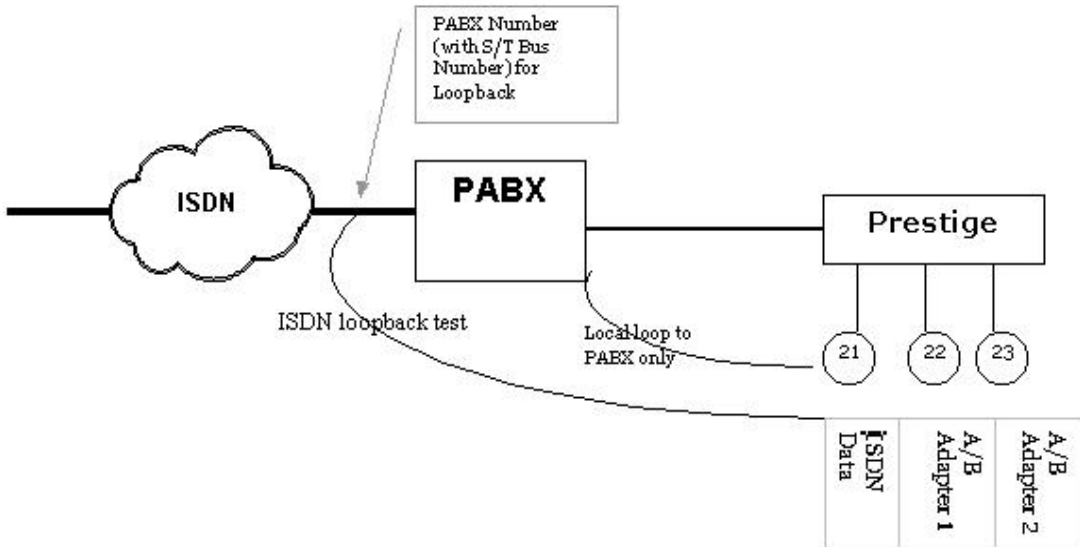 PABX Number
(with S/T Bus
Number) for
Loopback
ISDN
PABX
Prestige
ISDN loopback test
Local loop to
PABX only
21
22
23
ISDN
Data
A/B
Adapter 1
A/B
Adapter 2